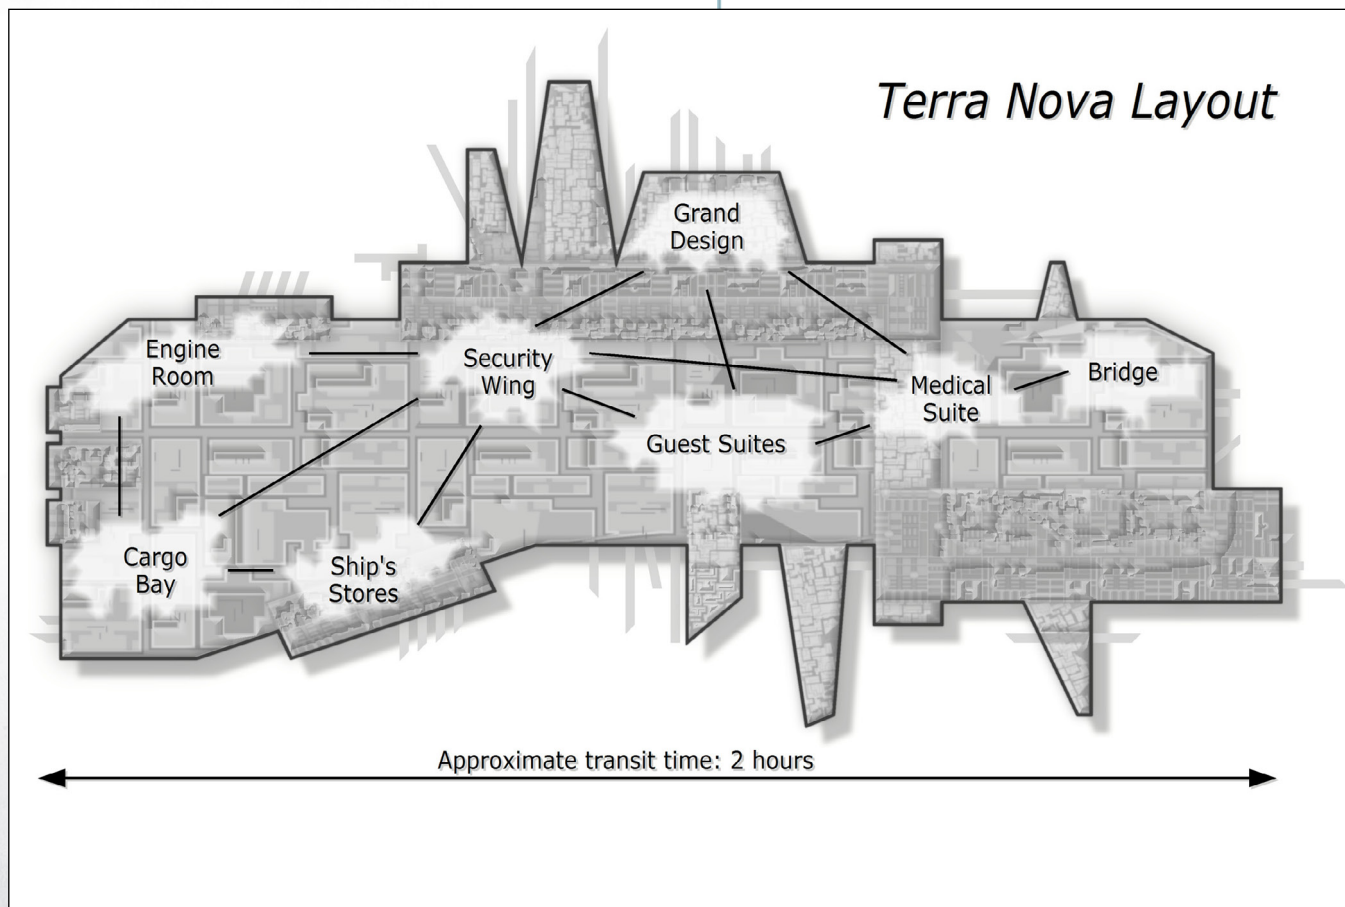 Terra Nova Layout
Grand
Design
Engine
Room
Security
Wing
Medical
Suite
Bridge
Guest Suites
Cargo
Bay
Ship's
Stores
Approximate transit time: 2 hours